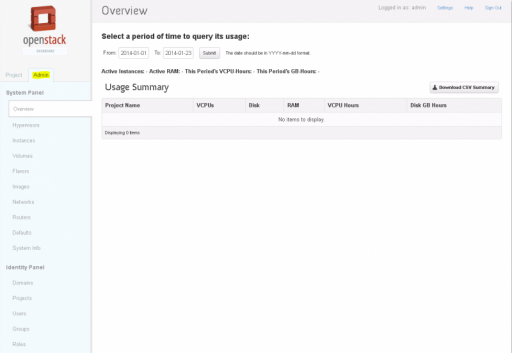 openstack
DASHBOARD
Project
Admin
System Panel
Overview
Hypervisors
Instances
Volumes
Flavors
Images
Networks
Routers
Defaults
System Info
Identity Panel
Domains
Projects
Users
Groups
Roles
Overview
Logged in as: admin Settings Help Sign Out
Select a period of time to query its usage:
From: 2014-01-01 To: 2014-01-23 Submit The date should be in YYYY-mm-dd format.
Active Instances: - Active RAM: - This Period's VCPU-Hours: - This Period's GB-Hours: -
Usage Summary
Download CSV Summary
Project Name VCPUs Disk RAM VCPU Hours Disk GB Hours
No items to display.
Displaying 0 items